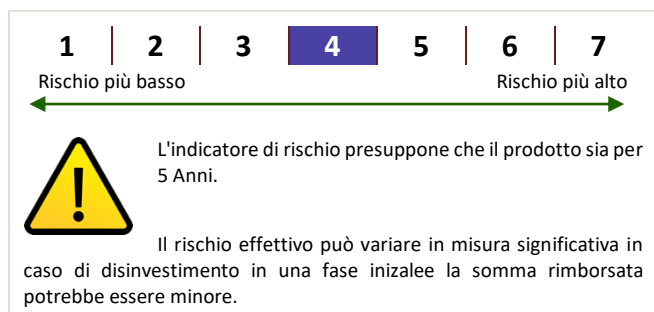 1 2 3 4 5 6 7
Rischio più basso Rischio più alto
L'indicatore di rischio presuppone che il prodotto sia per
5 Anni.
Il rischio effettivo può variare in misura significativa in
caso di disinvestimento in una fase inizalee la somma rimborsata
potrebbe essere minore.